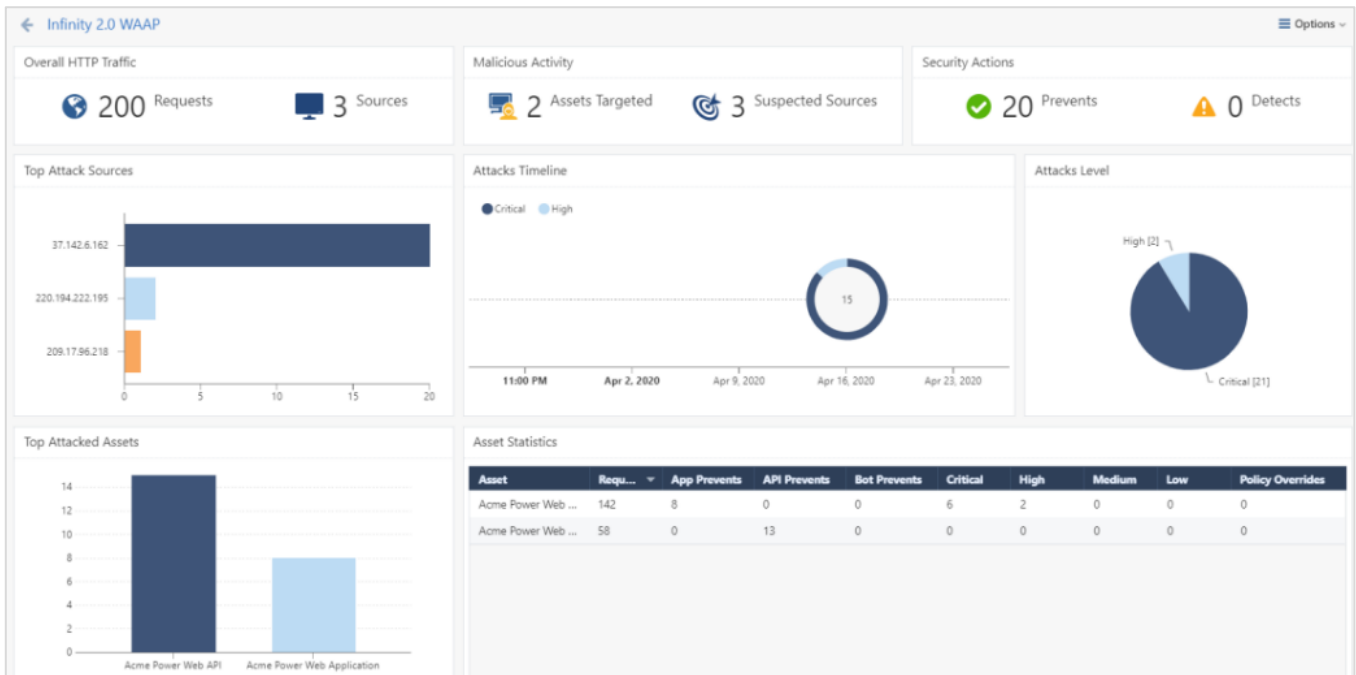 Infinity 2.0 WAAP
Options
Overall HTTP Traffic
200 Requests
3 Sources
Malicious Activity
2 Assets Targeted
3 Suspected Sources
Security Actions
20 Prevents
0 Detects
Top Attack Sources
37.142.6.162
220.194.222.195
209.17.96.218
0 5 10 15 20
Attacks Timeline
Critical High
15
11:00 PM Apr 2, 2020 Apr 9, 2020 Apr 16, 2020 Apr 23, 2020
Attacks Level
High [2]
Critical [21]
Top Attacked Assets
14
12
10
8
6
4
2
0
Acme Power Web API Acme Power Web Application
Asset Statistics
Asset Requ... App Prevents API Prevents Bot Prevents Critical High Medium Low Policy Overrides
Acme Power Web ... 142 8 0 0 6 2 0 0 0
Acme Power Web ... 58 0 13 0 0 0 0 0 0